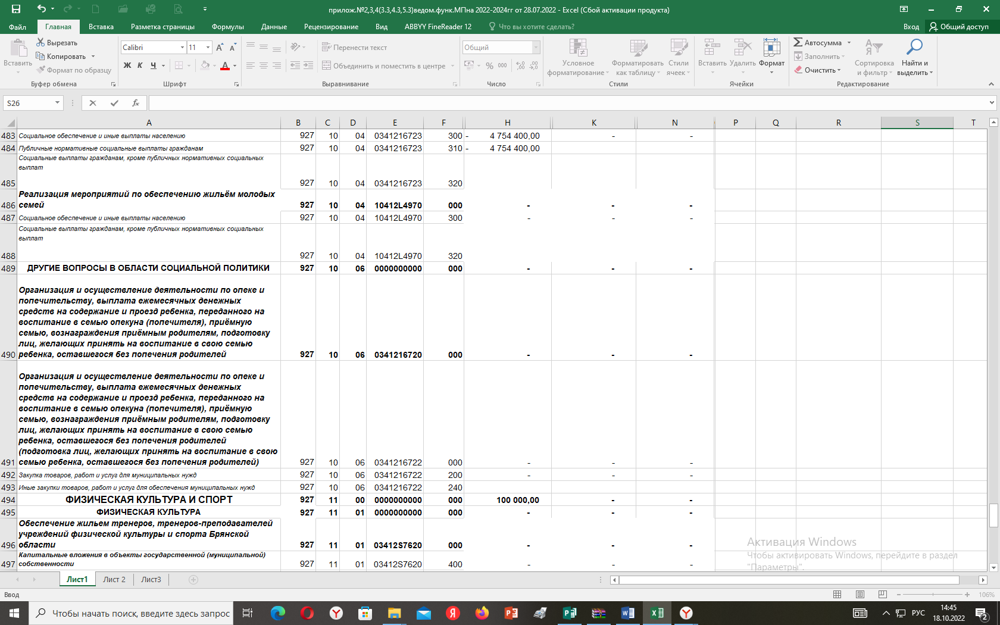 прилож.№2,3,4(3.3,4.3,5.3)ведом.функ.МПна 2022-2024гг от 28.07.2022 - Excel (Сбой активации продукта)
Файл Главная Вставка Разметка страницы Формулы Данные Рецензирование Вид ABBYY FineReader 12 Что вы хотите сделать? Вход Общий доступ
Вставить
Вырезать
Копировать
Формат по образцу
Буфер обмена
Calibri 11
Ж К Ч
Шрифт
Перенести текст
Объединить и поместить в центре
Выравнивание
Общий
% 000
Число
Условное форматирование
Форматировать как таблицу
Стили ячеек
Стили
Вставить Удалить Формат
Ячейки
Автосумма
Заполнить
Очистить
Сортировка и фильтр
Найти и выделить
Редактирование
S26
fx
A B C D E F H K N P Q R S T
483 Социальное обеспечение и иные выплаты населению 927 10 04 0341216723 300 - 4 754 400,00 - -
484 Публичные нормативные социальные выплаты гражданам 927 10 04 0341216723 310 - 4 754 400,00
Социальные выплаты гражданам, кроме публичных нормативных социальных
выплат
485 927 10 04 0341216723 320
Реализация мероприятий по обеспечению жильём молодых
486 семей 927 10 04 10412L4970 000 - - -
487 Социальное обеспечение и иные выплаты населению 927 10 04 10412L4970 300 - - -
Социальные выплаты гражданам, кроме публичных нормативных социальных
выплат
488 927 10 04 10412L4970 320
489 ДРУГИЕ ВОПРОСЫ В ОБЛАСТИ СОЦИАЛЬНОЙ ПОЛИТИКИ 927 10 06 0000000000 000 - - -
Организация и осуществление деятельности по опеке и
попечительству, выплата ежемесячных денежных
средств на содержание и проезд ребенка, переданного на
воспитание в семью опекуна (попечителя), приёмную
семью, вознаграждения приёмным родителям, подготовку
лиц, желающих принять на воспитание в свою семью
490 ребенка, оставшегося без попечения родителей 927 10 06 0341216720 000 - - -
Организация и осуществление деятельности по опеке и
попечительству, выплата ежемесячных денежных
средств на содержание и проезд ребенка, переданного на
воспитание в семью опекуна (попечителя), приёмную
семью, вознаграждения приёмным родителям, подготовку
лиц, желающих принять на воспитание в свою семью
ребенка, оставшегося без попечения родителей
(подготовка лиц, желающих принять на воспитание в свою
491 семью ребенка, оставшегося без попечения родителей) 927 10 06 0341216722 000 - - -
492 Закупка товаров, работ и услуг для муниципальных нужд 927 10 06 0341216722 200 - - -
493 Иные закупки товаров, работ и услуг для обеспечения муниципальных нужд 927 10 06 0341216722 240
494 ФИЗИЧЕСКАЯ КУЛЬТУРА И СПОРТ 927 11 00 0000000000 000 100 000,00 - -
495 ФИЗИЧЕСКАЯ КУЛЬТУРА 927 11 01 0000000000 000 - - -
Обеспечение жильем тренеров, тренеров-преподавателей
учреждений физической культуры и спорта Брянской
496 области 927 11 01 03412S7620 000 - - -
Капитальные вложения в объекты государственной (муниципальной)
497 собственности 927 11 01 03412S7620 400 - - -
Активация Windows
Чтобы активировать Windows, перейдите в раздел
"Параметры".
Лист1 Лист 2 Лист3
Ввод 106%
Чтобы начать поиск, введите здесь запрос
РУС
14:45
18.10.2022
2